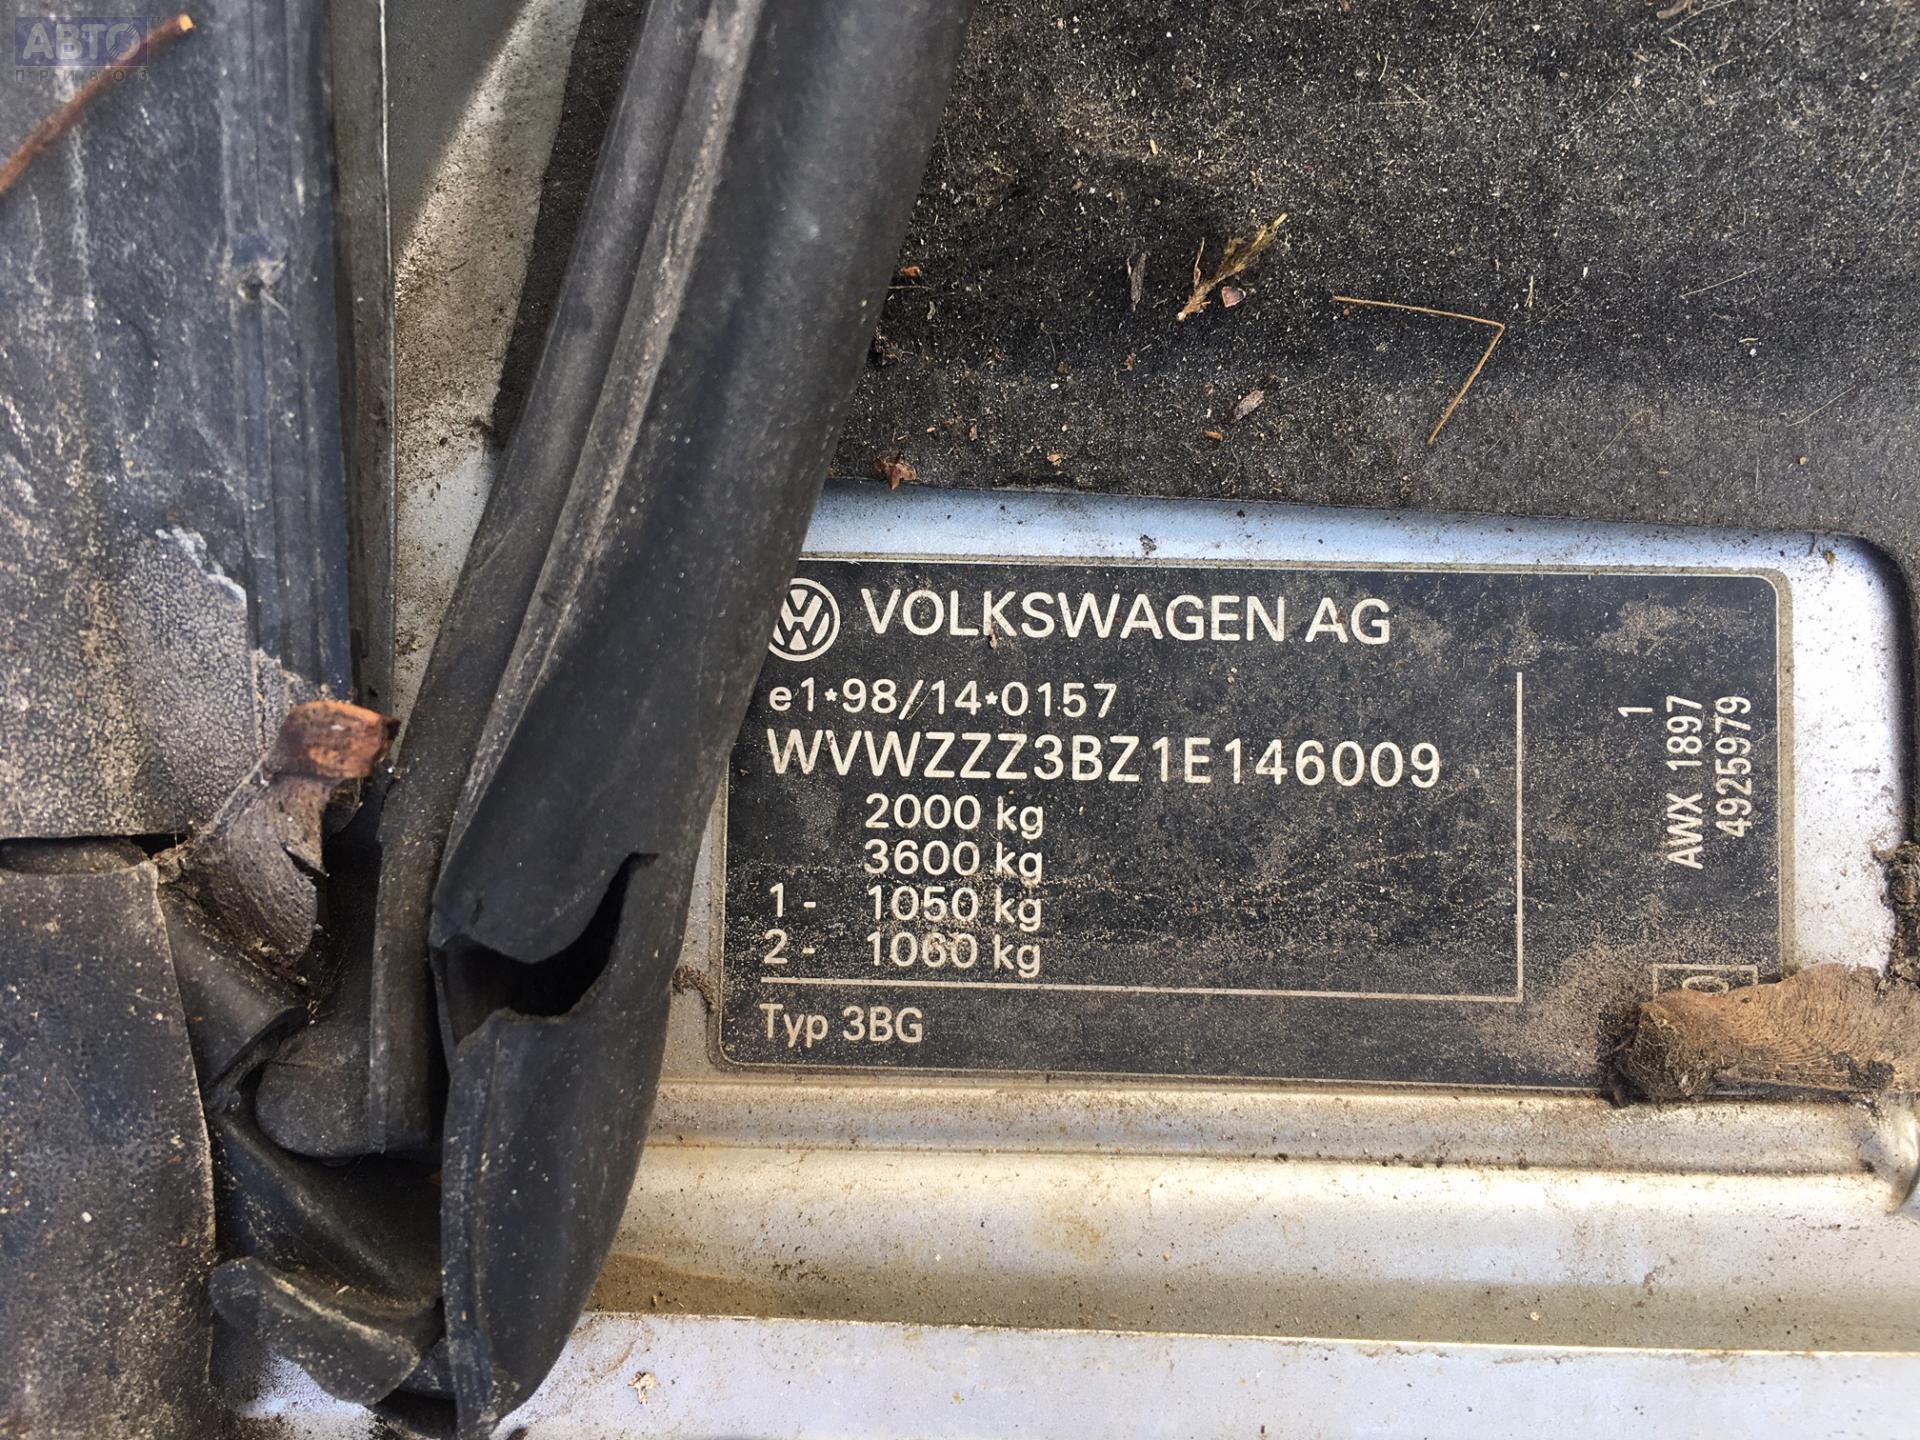 АВТО
ПРИВОЗ
VOLKSWAGEN AG
e1*98/14*0157
WVWZZZ3BZ1E146009
2000 kg
3600 kg
1- 1050 kg
2- 1060 kg
Typ 3BG
1
AWX 1897
4925979